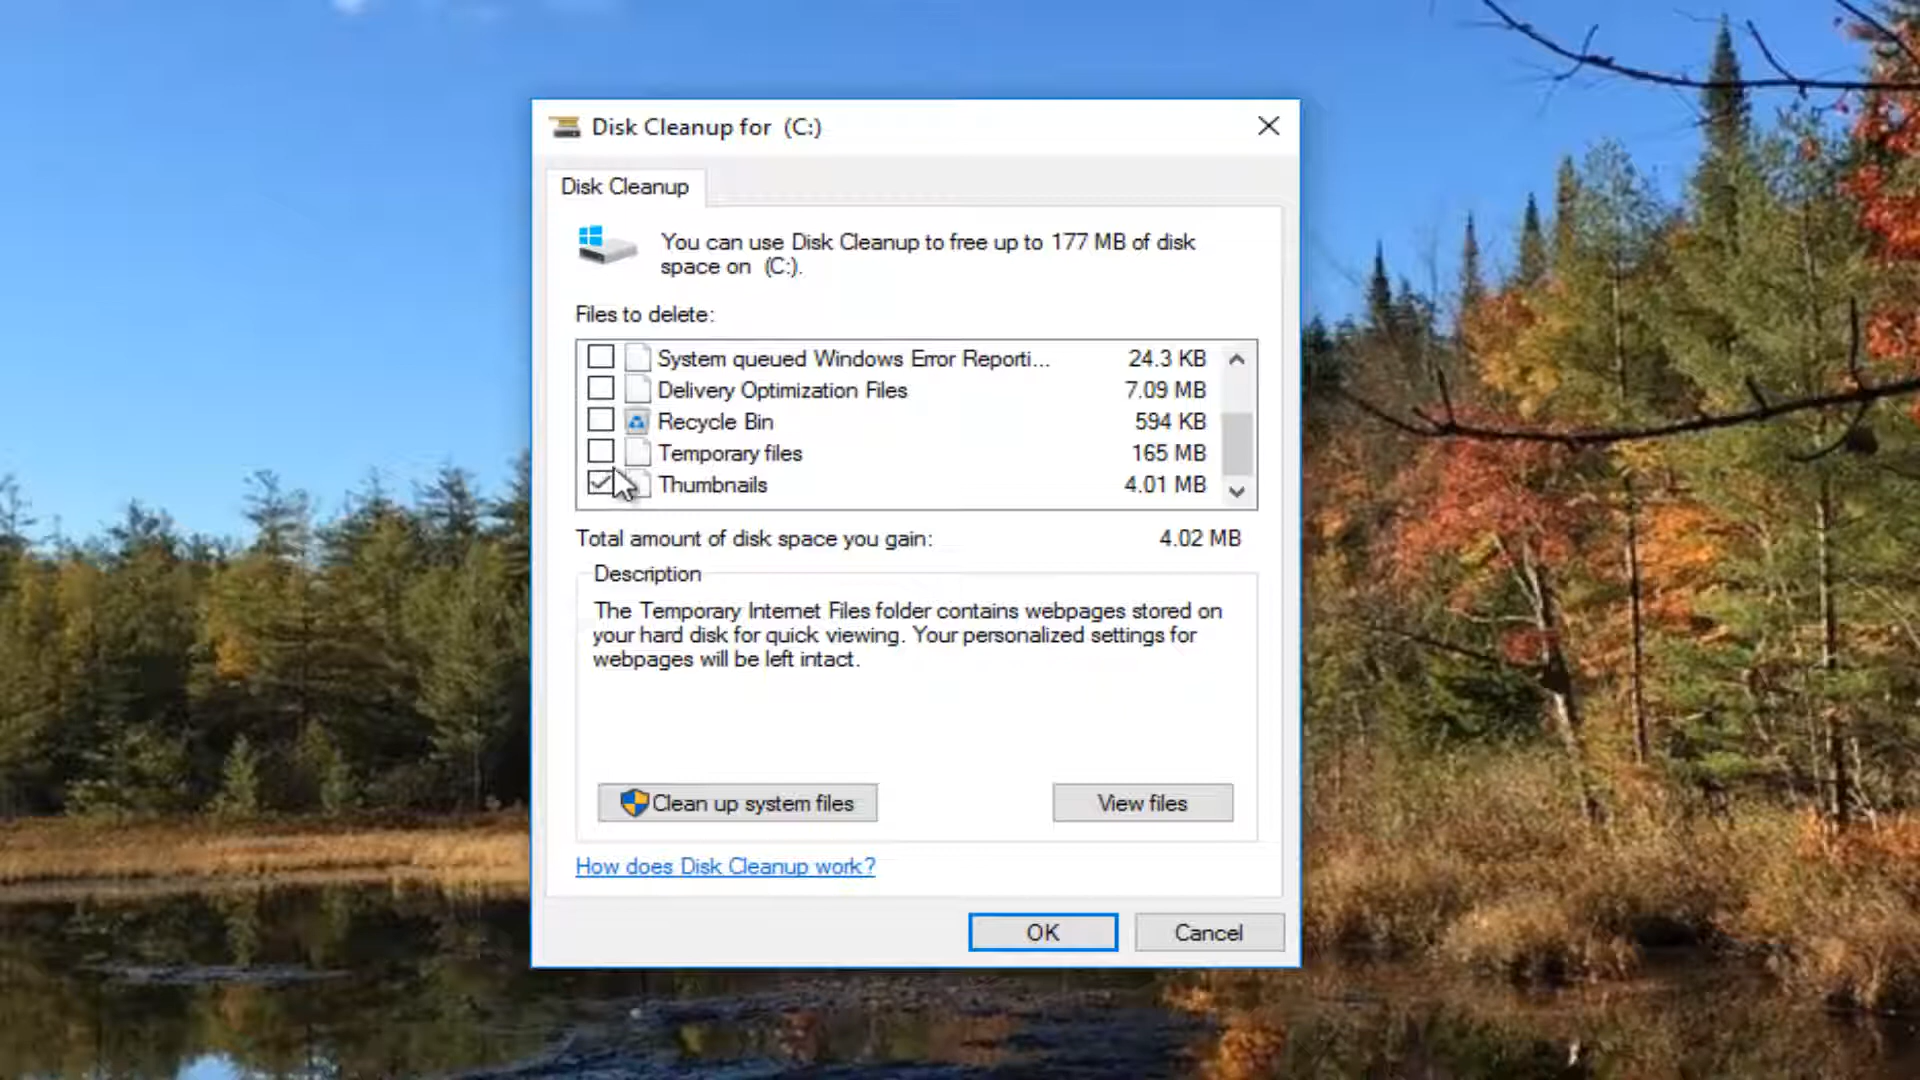 Disk Cleanup for (C:)
Disk Cleanup
You can use Disk Cleanup to free up to 177 MB of disk
space on (C:).
Files to delete:
System queued Windows Error Reporti... 24.3 KB
Delivery Optimization Files 7.09 MB
Recycle Bin 594 KB
Temporary files 165 MB
Thumbnails 4.01 MB
Total amount of disk space you gain: 4.02 MB
Description
The Temporary Internet Files folder contains webpages stored on
your hard disk for quick viewing. Your personalized settings for
webpages will be left intact.
Clean up system files View files
How does Disk Cleanup work?
OK Cancel